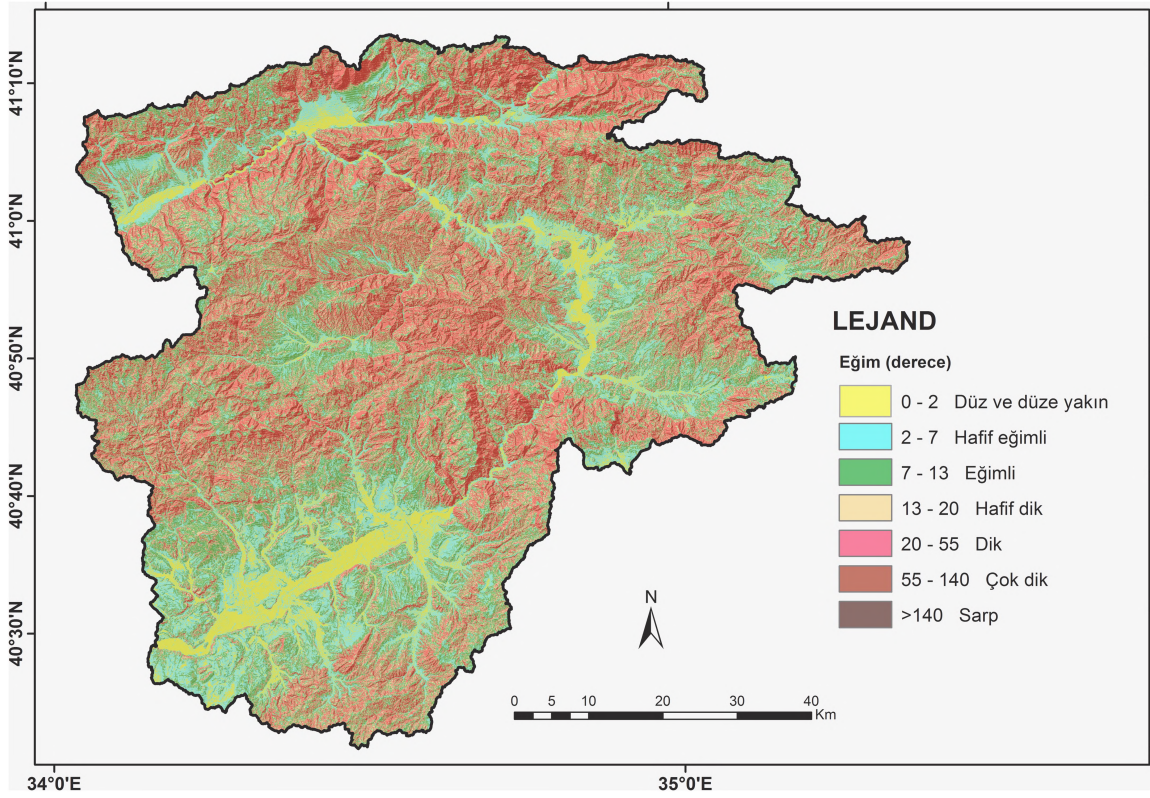 41°10'N
41°0'N
40°50'N
40°40'N
40°30'N
LEJAND
Eğim (derece)
0 - 2 Düz ve düze yakın
2 - 7 Hafif eğimli
7 - 13 Eğimli
13 - 20 Hafif dik
20 - 55 Dik
55 - 140 Çok dik
>140 Sarp
N
0 5 10 20 30 40
Km
34°0'E 35°0'E